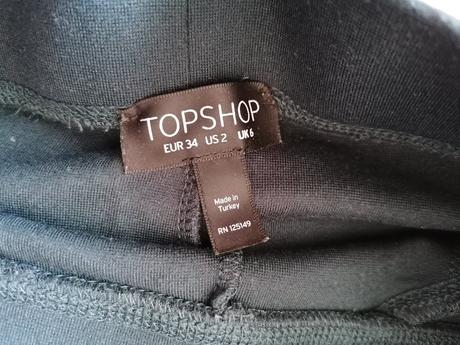 TOPSHOP
EUR 34 US 2 UK 6
Made in
Turkey
RN 125149